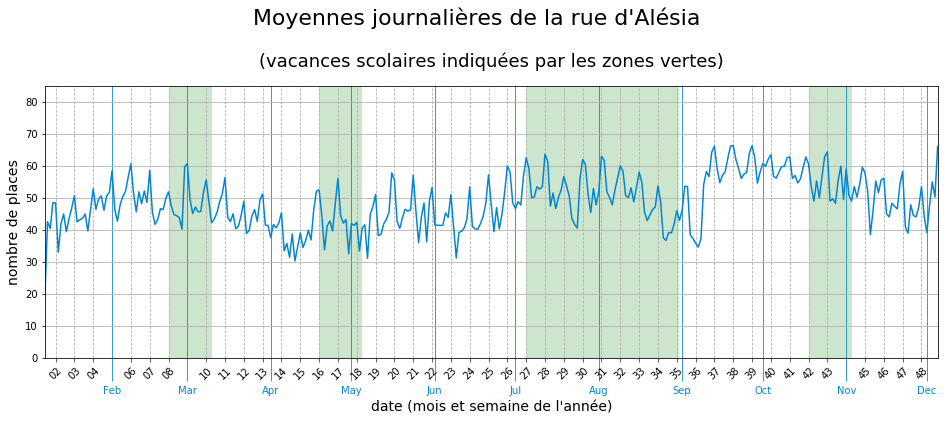 Moyennes journalières de la rue d'Alésia
(vacances scolaires indiquées par les zones vertes)
nombre de places
80
70
60
50
40
30
20
10
0
02 03 04 06 07 08 10 11 12 13 14 15 16 17 18 19 20 21 22 23 24 25 26 27 28 29 30 31 32 33 34 35 36 37 38 39 40 41 42 43 45 46 47 48
Feb Mar Apr May Jun Jul Aug Sep Oct Nov Dec
date (mois et semaine de l'année)